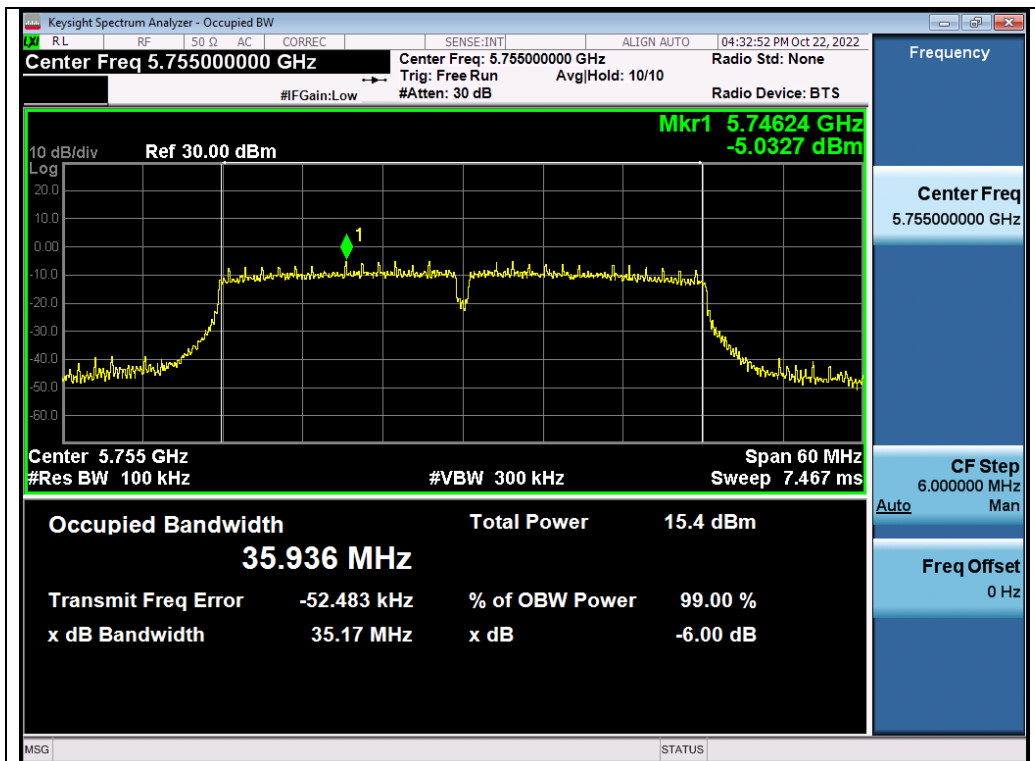 Keysight Spectrum Analyzer - Occupied BW
LXI RL RF 50 Ω AC CORREC SENSE:INT ALIGN AUTO 04:32:52 PM Oct 22, 2022
Center Freq 5.755000000 GHz Center Freq: 5.755000000 GHz Radio Std: None
Trig: Free Run Avg|Hold: 10/10
#IFGain:Low #Atten: 30 dB Radio Device: BTS
Mkr1 5.74624 GHz
-5.0327 dBm
10 dB/div Ref 30.00 dBm
Log
20.0
10.0
0.00
-10.0
-20.0
-30.0
-40.0
-50.0
-60.0
1
Center 5.755 GHz Span 60 MHz
#Res BW 100 kHz #VBW 300 kHz Sweep 7.467 ms
Occupied Bandwidth Total Power 15.4 dBm
35.936 MHz
Transmit Freq Error -52.483 kHz % of OBW Power 99.00 %
x dB Bandwidth 35.17 MHz x dB -6.00 dB
Frequency
Center Freq
5.755000000 GHz
CF Step
6.000000 MHz
Auto Man
Freq Offset
0 Hz
MSG STATUS